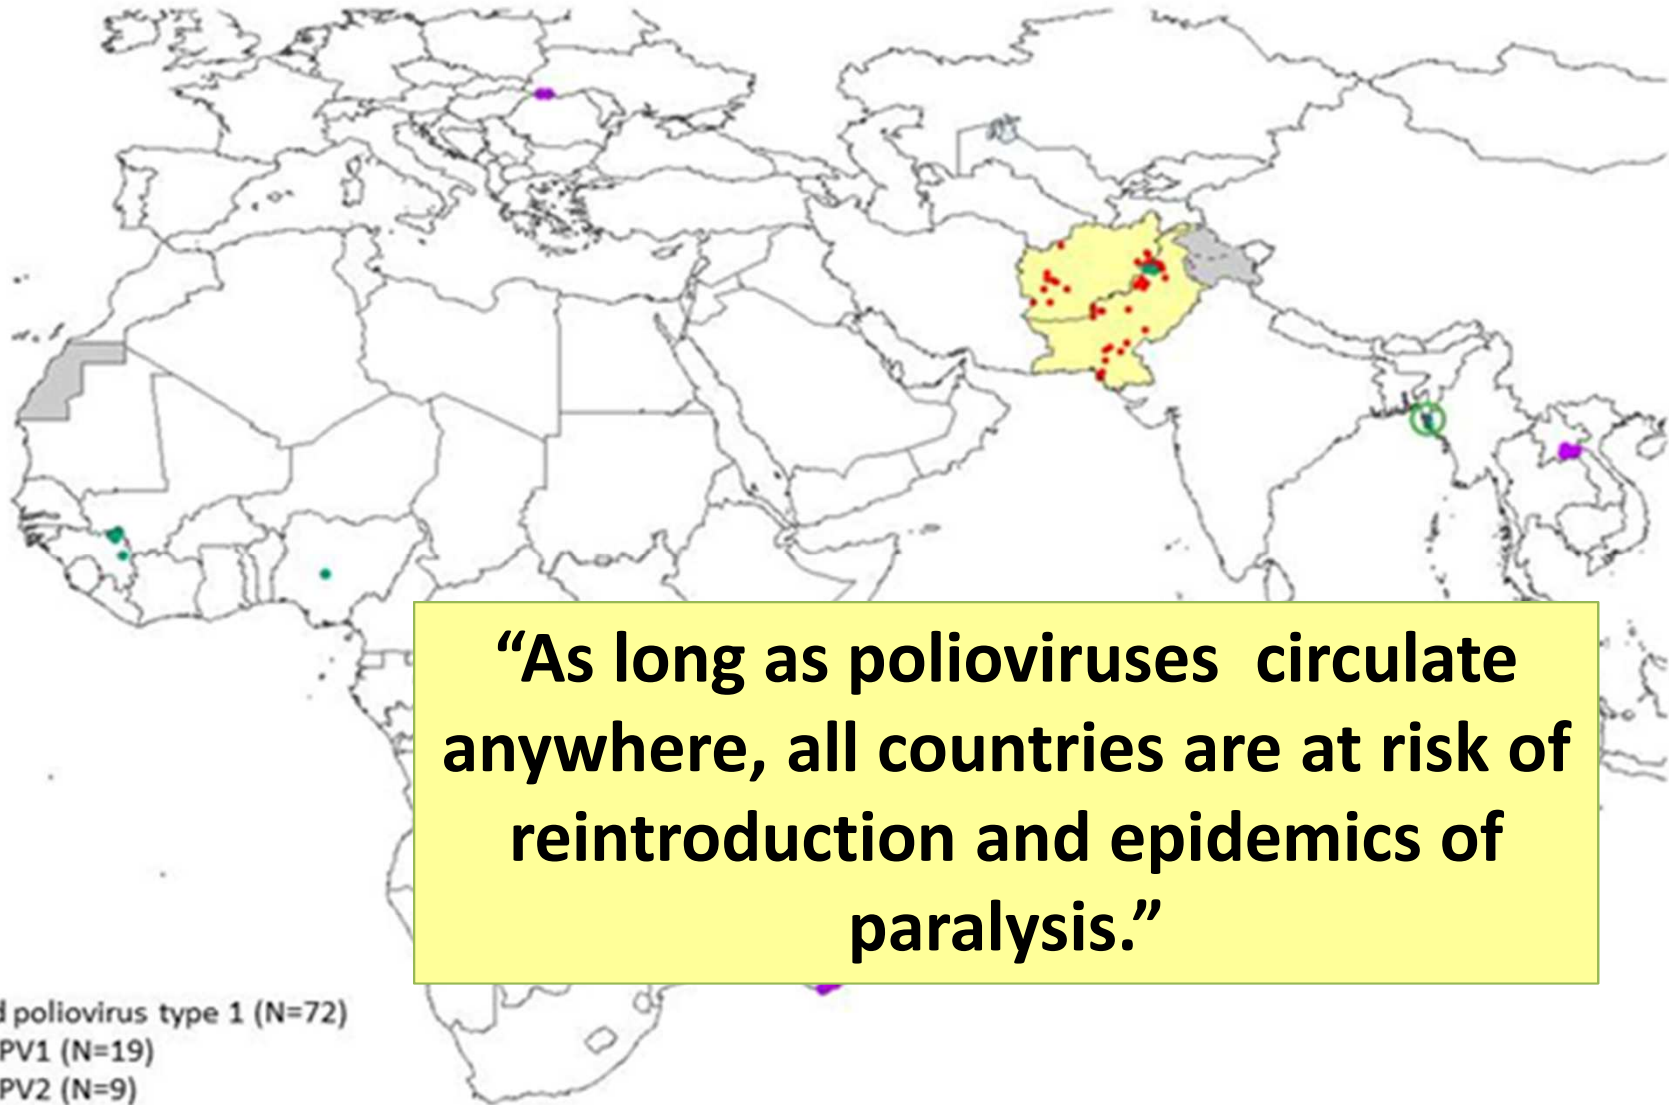 “As long as polioviruses circulate
anywhere, all countries are at risk of
reintroduction and epidemics of
paralysis.”
poliovirus type 1 (N=72)
PV1 (N=19)
PV2 (N=9)